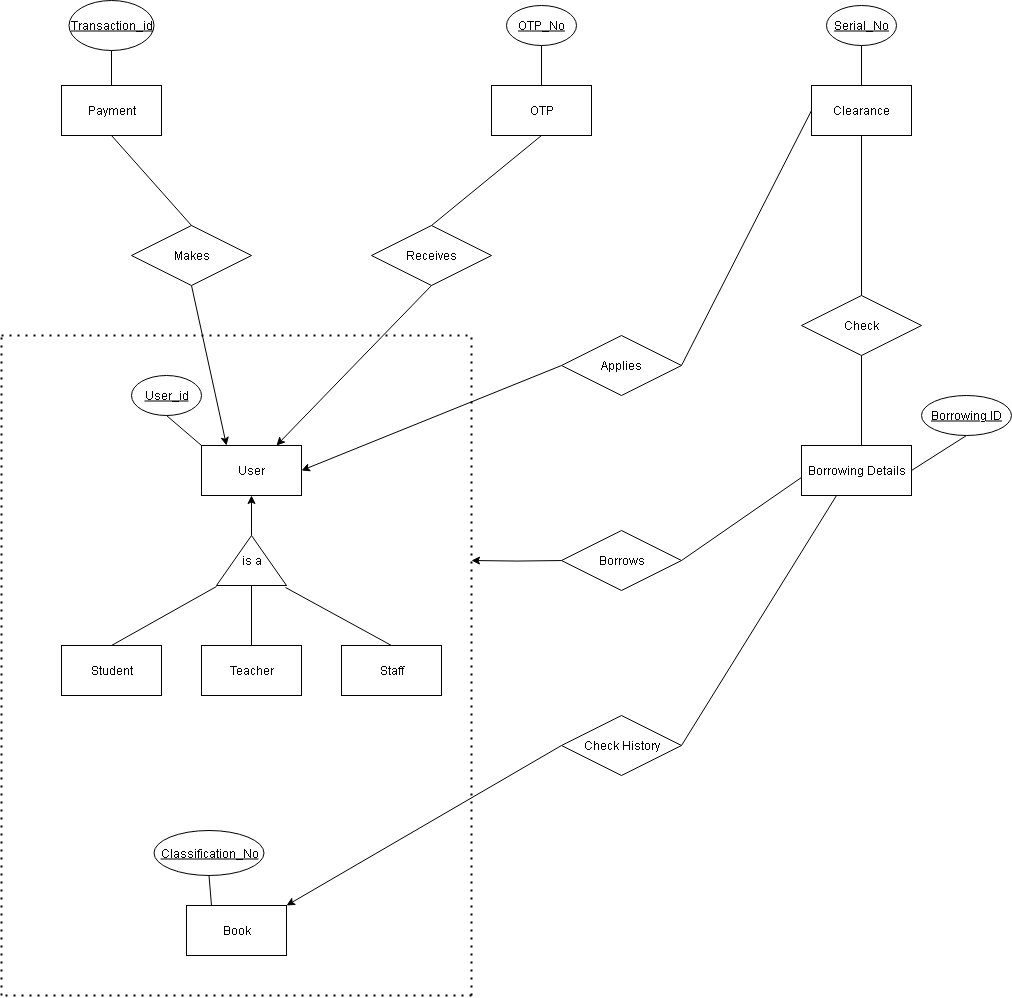 Transaction_id
OTP_No
Serial_No
Payment
OTP
Clearance
Makes
Receives
Check
Applies
User_id
Borrowing ID
User
Borrowing Details
is a
Borrows
Student
Teacher
Staff
Check History
Classification_No
Book